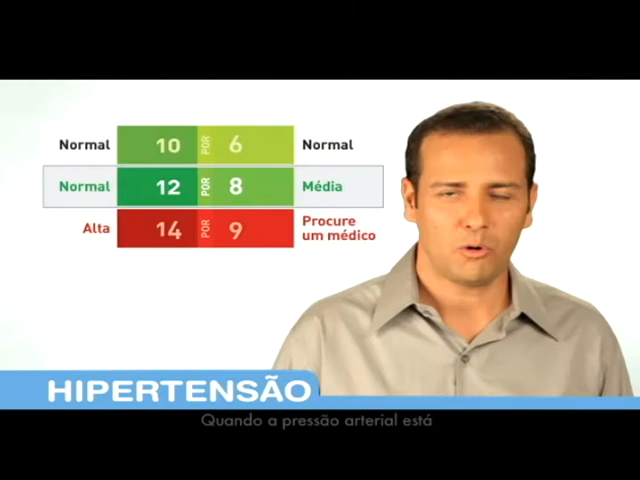 Normal 10 POR 6 Normal
Normal 12 POR 8 Média
Alta 14 POR 9 Procure
um médico
HIPERTENSÃO
Quando a pressão arterial está